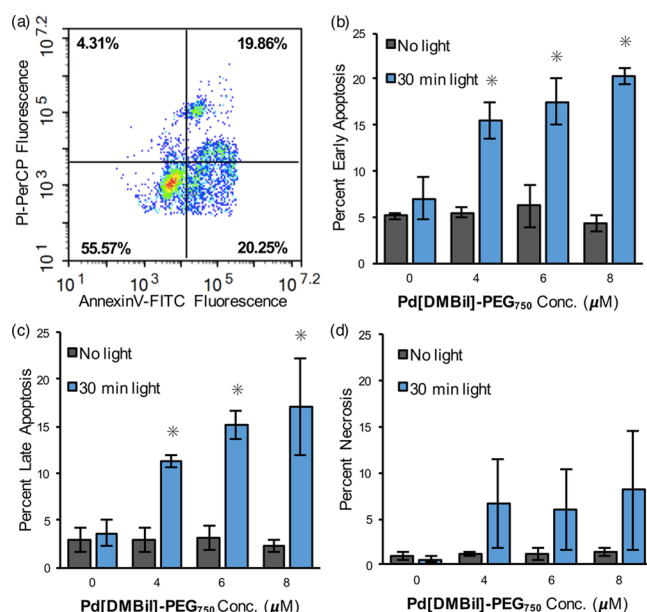 (a)
4.31% 19.86%
55.57% 20.25%
PI-PerCP Fluorescence
10^7.2
10^5
10^3
10^1
10^1 10^3 10^5 10^7.2
AnnexinV-FITC Fluorescence
(b)
No light
30 min light
Percent Early Apoptosis
25
20
15
10
5
0
* * *
0 4 6 8
Pd[DMBil]-PEG750 Conc. (μM)
(c)
No light
30 min light
Percent Late Apoptosis
25
20
15
10
5
0
* * *
0 4 6 8
Pd[DMBil]-PEG750 Conc. (μM)
(d)
No light
30 min light
Percent Necrosis
25
20
15
10
5
0
0 4 6 8
Pd[DMBil]-PEG750 Conc. (μM)